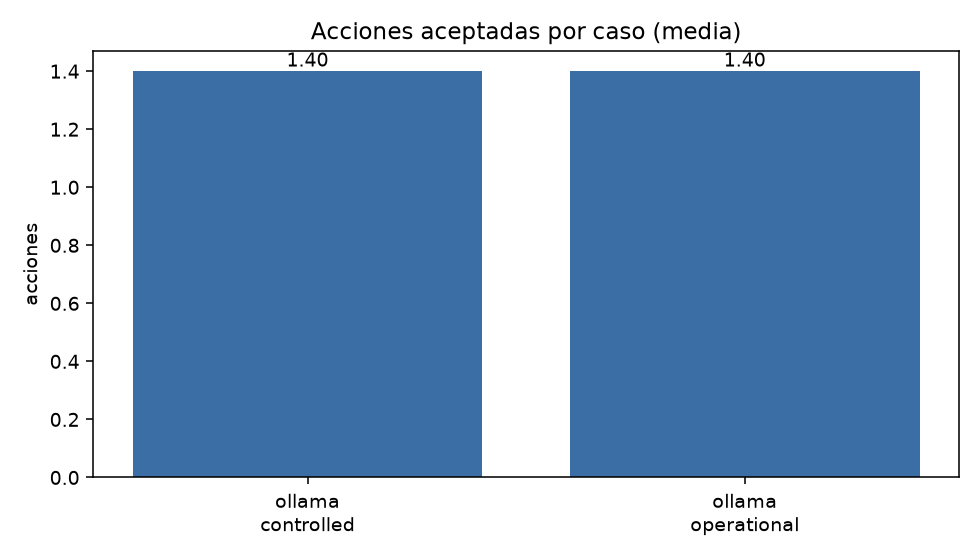 Acciones aceptadas por caso (media)
1.40
1.40
1.4
1.2
1.0
0.8
0.6
0.4
0.2
0.0
acciones
ollama
controlled
ollama
operational